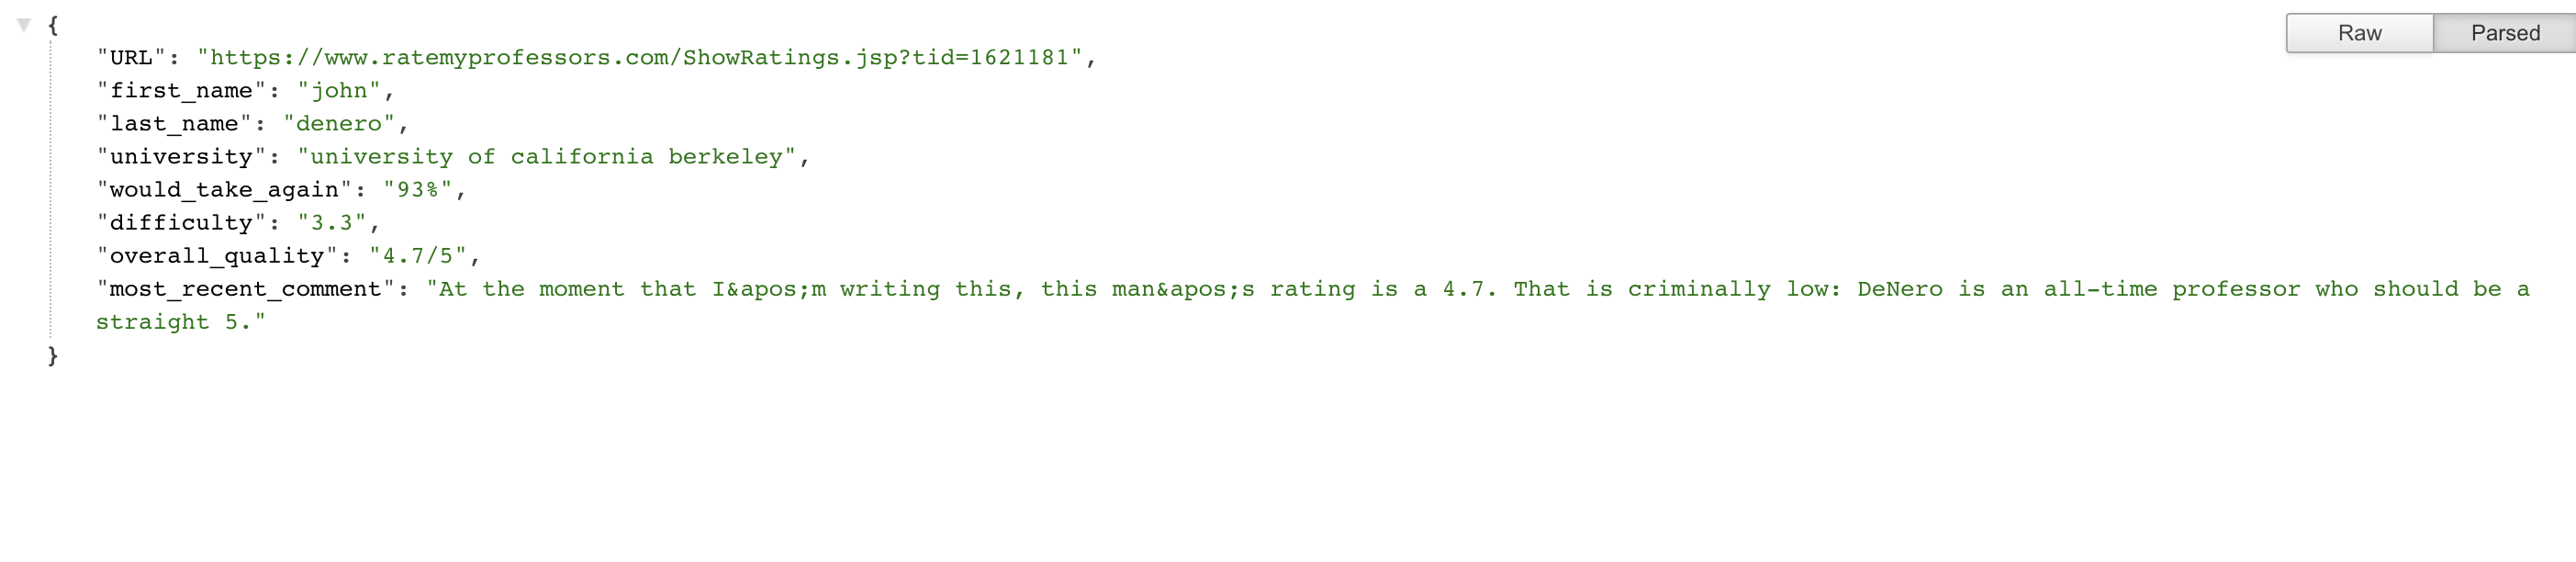 {
Raw Parsed
"URL": "https://www.ratemyprofessors.com/ShowRatings.jsp?tid=1621181",
"first_name": "john",
"last_name": "denero",
"university": "university of california berkeley",
"would_take_again": "93%",
"difficulty": "3.3",
"overall_quality": "4.7/5",
"most_recent_comment": "At the moment that I&apos;m writing this, this man&apos;s rating is a 4.7. That is criminally low: DeNero is an all-time professor who should be a
straight 5."
}